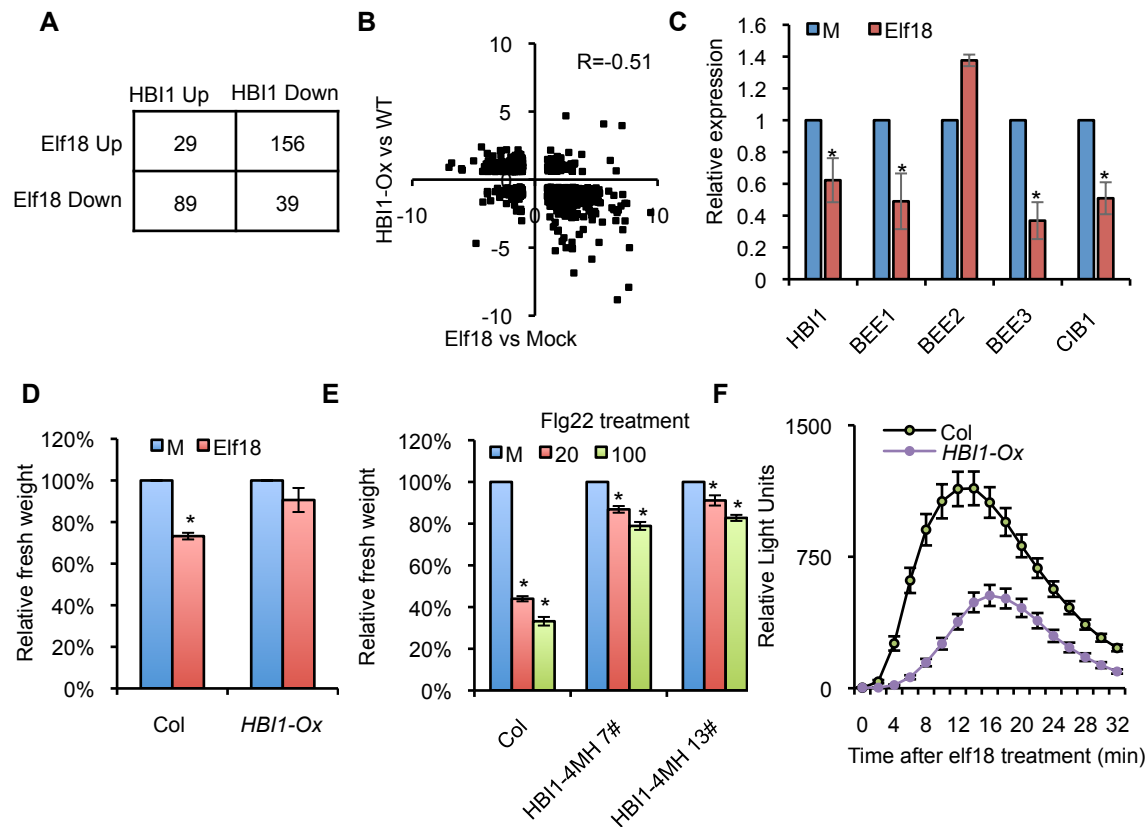 A
HBI1 Up HBI1 Down
Elf18 Up 29 156
Elf18 Down 89 39
B
10
5
0
-5
-10
-10 0 10
R=-0.51
HBI1-Ox vs WT
Elf18 vs Mock
C
M Elf18
1.6
1.4
1.2
1
0.8
0.6
0.4
0.2
0
Relative expression
* * * *
HBI1 BEE1 BEE2 BEE3 CIB1
D
M Elf18
120%
100%
80%
60%
40%
20%
0%
Relative fresh weight
*
Col HBI1-Ox
E
Flg22 treatment
M 20 100
120%
100%
80%
60%
40%
20%
0%
Relative fresh weight
* * * * * *
Col HBI1-4MH 7# HBI1-4MH 13#
F
Col
HBI1-Ox
1500
750
0
Relative Light Units
0 4 8 12 16 20 24 28 32
Time after elf18 treatment (min)